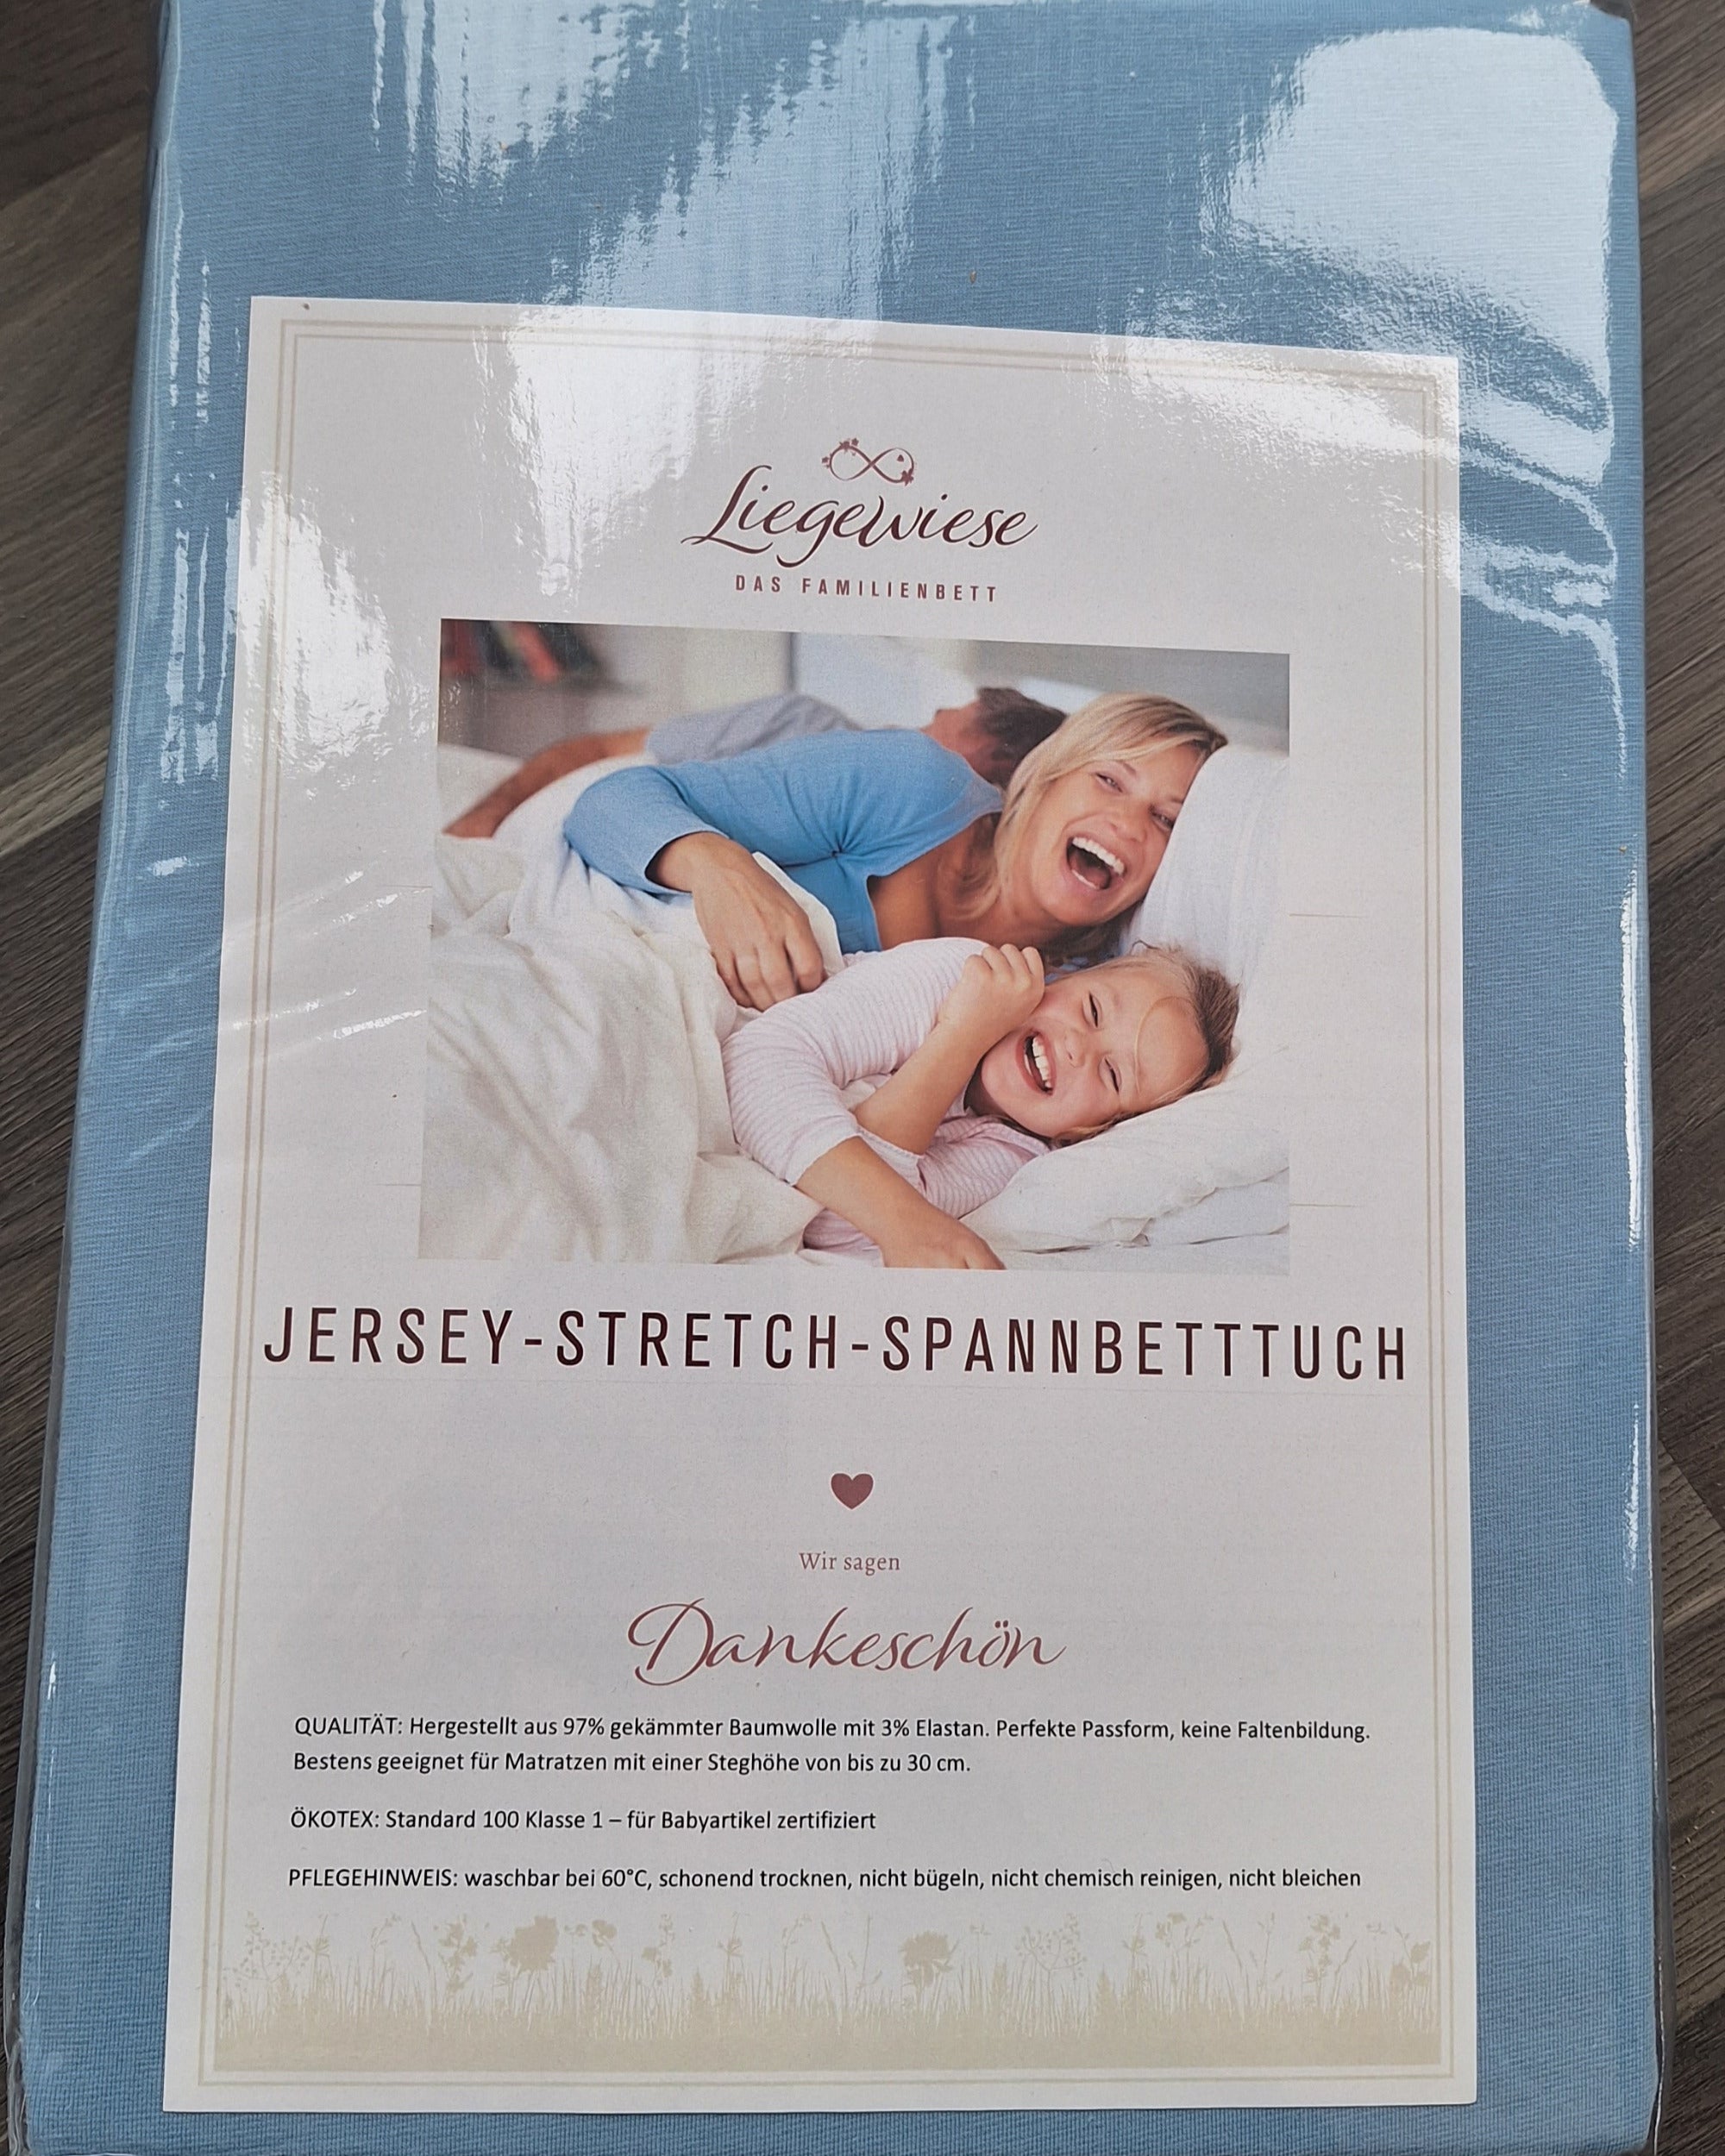 Liegewiese
DAS FAMILIENBETT
JERSEY-STRETCH-SPANNBETTTUCH
Wir sagen
Dankeschön
QUALITÄT: Hergestellt aus 97% gekämmter Baumwolle mit 3% Elastan. Perfekte Passform, keine Faltenbildung.
Bestens geeignet für Matratzen mit einer Steghöhe von bis zu 30 cm.
ÖKOTEX: Standard 100 Klasse 1 – für Babyartikel zertifiziert
PFLEGEHINWEIS: waschbar bei 60°C, schonend trocknen, nicht bügeln, nicht chemisch reinigen, nicht bleichen